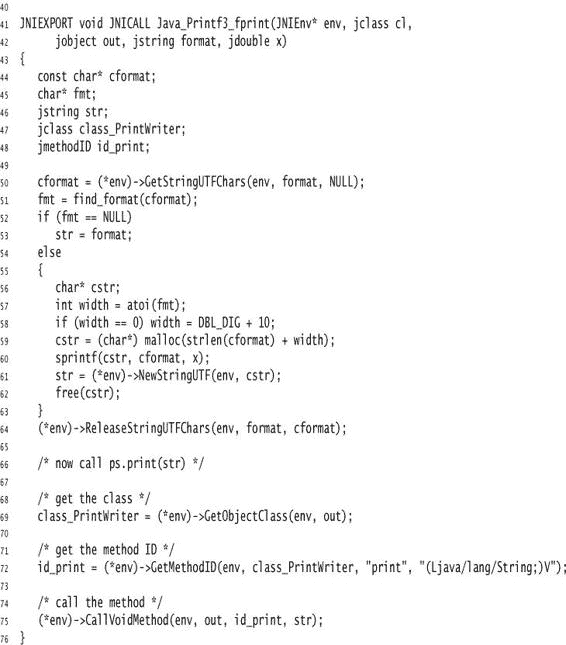 40
41 JNIEXPORT void JNICALL Java_Printf3_fprint(JNIEnv* env, jclass cl,
42       jobject out, jstring format, jdouble x)
43 {
44    const char* cformat;
45    char* fmt;
46    jstring str;
47    jclass class_PrintWriter;
48    jmethodID id_print;
49
50    cformat = (*env)->GetStringUTFChars(env, format, NULL);
51    fmt = find_format(cformat);
52    if (fmt == NULL)
53       str = format;
54    else
55    {
56       char* cstr;
57       int width = atoi(fmt);
58       if (width == 0) width = DBL_DIG + 10;
59       cstr = (char*) malloc(strlen(cformat) + width);
60       sprintf(cstr, cformat, x);
61       str = (*env)->NewStringUTF(env, cstr);
62       free(cstr);
63    }
64    (*env)->ReleaseStringUTFChars(env, format, cformat);
65
66    /* now call ps.print(str) */
67
68    /* get the class */
69    class_PrintWriter = (*env)->GetObjectClass(env, out);
70
71    /* get the method ID */
72    id_print = (*env)->GetMethodID(env, class_PrintWriter, "print", "(Ljava/lang/String;)V");
73
74    /* call the method */
75    (*env)->CallVoidMethod(env, out, id_print, str);
76 }